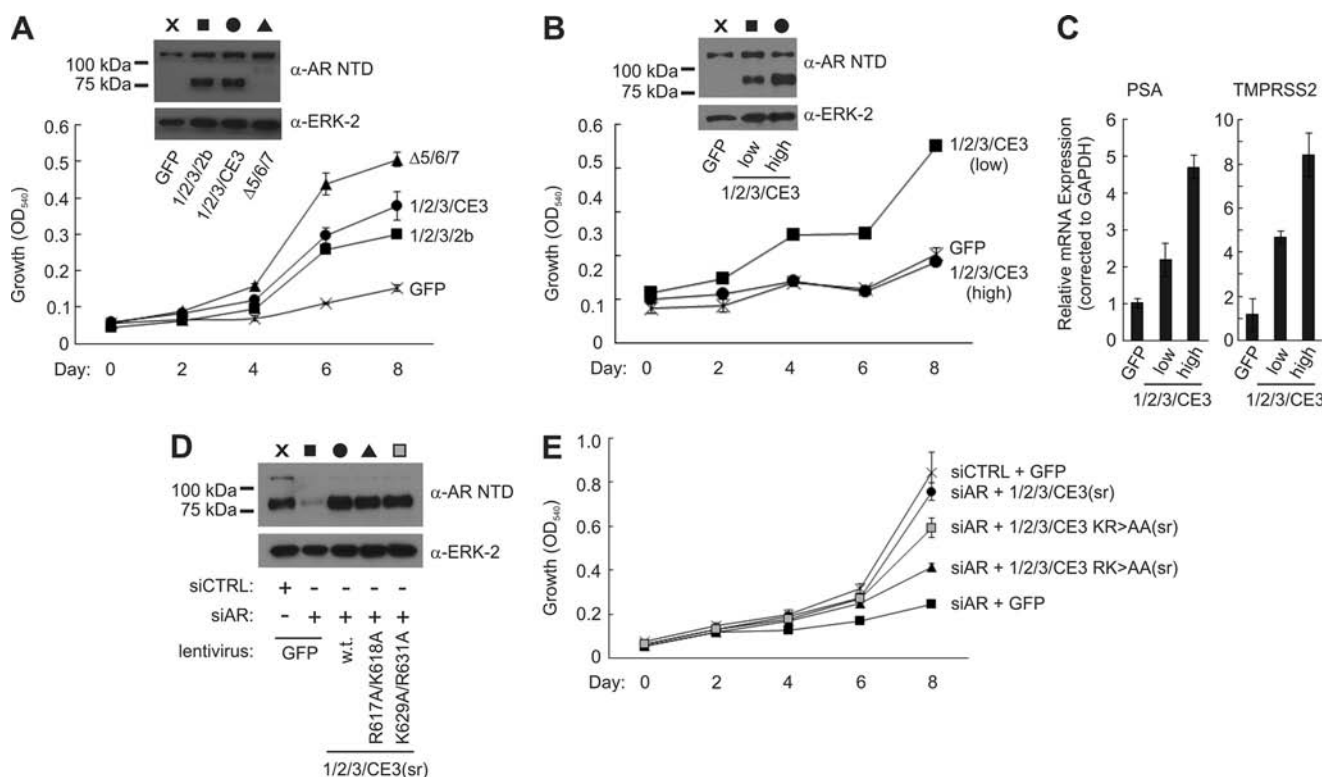 A
100 kDa
75 kDa
α-AR NTD
α-ERK-2
GFP
1/2/3/2b
1/2/3/CE3
Δ5/6/7
Growth (OD540)
0.6
0.5
0.4
0.3
0.2
0.1
0
Δ5/6/7
1/2/3/CE3
1/2/3/2b
GFP
Day: 0 2 4 6 8
B
100 kDa
75 kDa
α-AR NTD
α-ERK-2
GFP
low
high
1/2/3/CE3
Growth (OD540)
0.6
0.5
0.4
0.3
0.2
0.1
0
1/2/3/CE3
(low)
GFP
1/2/3/CE3
(high)
Day: 0 2 4 6 8
C
PSA
TMPRSS2
Relative mRNA Expression
(corrected to GAPDH)
6
5
4
3
2
1
0
GFP
low
high
1/2/3/CE3
10
8
6
4
2
0
GFP
low
high
1/2/3/CE3
D
100 kDa
75 kDa
α-AR NTD
α-ERK-2
siCTRL: + - - - -
siAR: - + + + +
lentivirus:
GFP
w.t.
R617A/K618A
K629A/R631A
1/2/3/CE3(sr)
E
Growth (OD540)
1.0
0.8
0.6
0.4
0.2
0.0
siCTRL + GFP
siAR + 1/2/3/CE3(sr)
siAR + 1/2/3/CE3 KR>AA(sr)
siAR + 1/2/3/CE3 RK>AA(sr)
siAR + GFP
Day: 0 2 4 6 8